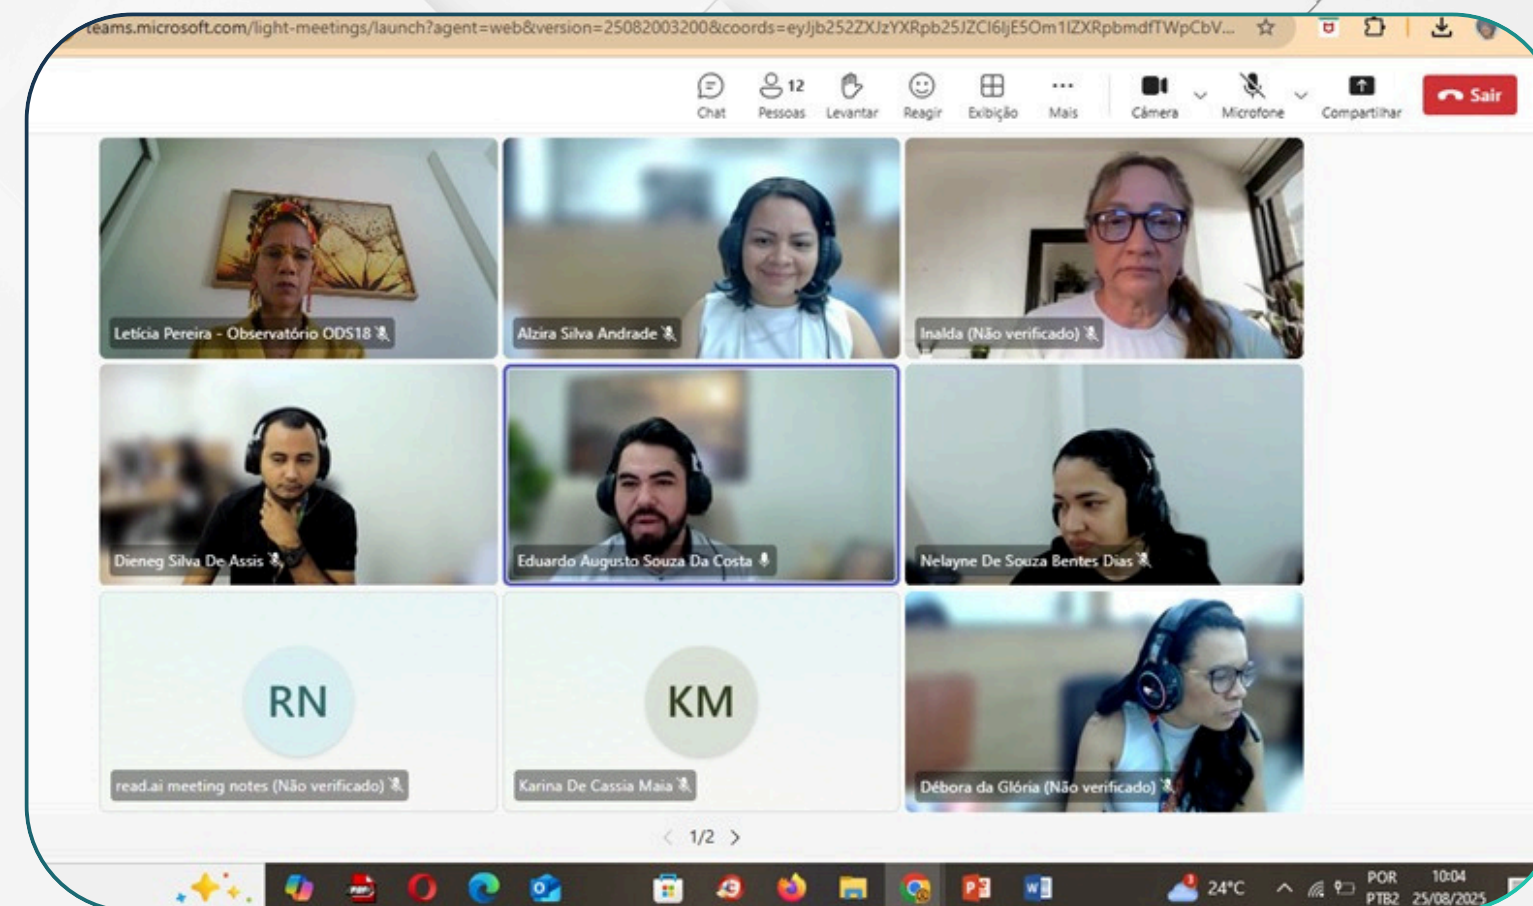 teams.microsoft.com/light-meetings/launch?agent=web&version=25082003200&coords=eyJjb252ZXJzYXRpb25JZCI6IjE5Om1lZXRpbmdfTWpCbV...
12
Chat Pessoas Levantar Reagir Exibição Mais Câmera Microfone Compartilhar Sair
Letícia Pereira - Observatório ODS18
Alzira Silva Andrade
Inalda (Não verificado)
Dieneg Silva De Assis
Eduardo Augusto Souza Da Costa
Nelayne De Souza Bentes Dias
RN
KM
read.ai meeting notes (Não verificado)
Karina De Cassia Maia
Débora da Glória (Não verificado)
1/2
24°C
POR
PTB2
10:04
25/08/2025